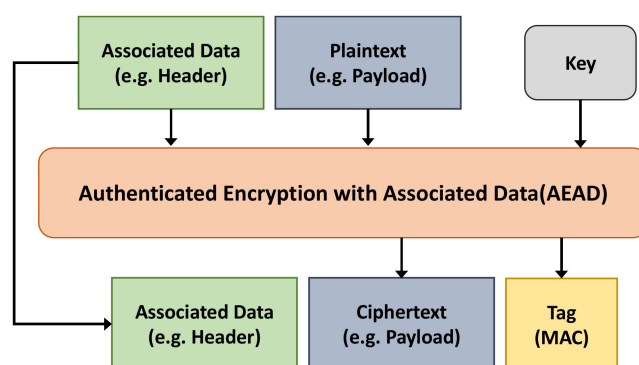 Associated Data
(e.g. Header)
Plaintext
(e.g. Payload)
Key
Authenticated Encryption with Associated Data(AEAD)
Associated Data
(e.g. Header)
Ciphertext
(e.g. Payload)
Tag
(MAC)